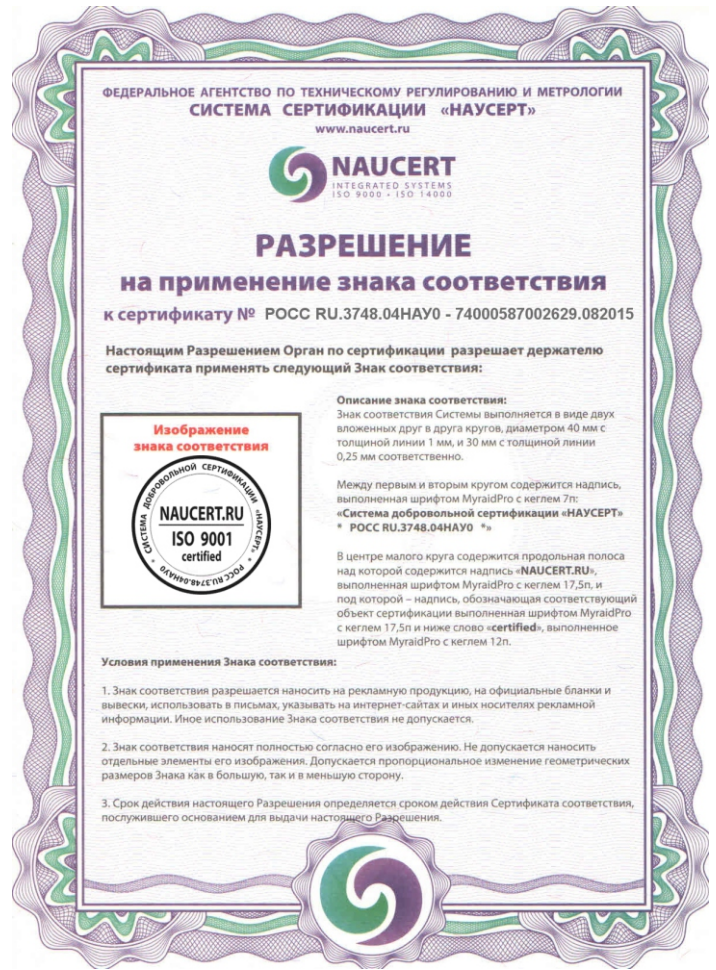 ФЕДЕРАЛЬНОЕ АГЕНТСТВО ПО ТЕХНИЧЕСКОМУ РЕГУЛИРОВАНИЮ И МЕТРОЛОГИИ
СИСТЕМА СЕРТИФИКАЦИИ «НАУСЕРТ»
www.naucert.ru
NAUCERT
INTEGRATED SYSTEMS
ISO 9000 • ISO 14000
РАЗРЕШЕНИЕ
на применение знака соответствия
к сертификату № РОСС RU.3748.04НАУ0 - 74000587002629.082015
Настоящим Разрешением Орган по сертификации разрешает держателю
сертификата применять следующий Знак соответствия:
Изображение
знака соответствия
СИСТЕМА ДОБРОВОЛЬНОЙ СЕРТИФИКАЦИИ «НАУСЕРТ»
* РОСС RU.3748.04НАУ0 *
NAUCERT.RU
ISO 9001
certified
Описание знака соответствия:
Знак соответствия Системы выполняется в виде двух
вложенных друг в друга кругов, диаметром 40 мм с
толщиной линии 1 мм, и 30 мм с толщиной линии
0,25 мм соответственно.
Между первым и вторым кругом содержится надпись,
выполненная шрифтом MyraidPro с кеглем 7п:
«Система добровольной сертификации «НАУСЕРТ»
* РОСС RU.3748.04НАУ0 *»
В центре малого круга содержится продольная полоса
над которой содержится надпись «NAUCERT.RU»,
выполненная шрифтом MyraidPro с кеглем 17,5п, и
под которой – надпись, обозначающая соответствующий
объект сертификации выполненная шрифтом MyraidPro
с кеглем 17,5п и ниже слово «certified», выполненное
шрифтом MyraidPro с кеглем 12п.
Условия применения Знака соответствия:
1. Знак соответствия разрешается наносить на рекламную продукцию, на официальные бланки и
вывески, использовать в письмах, указывать на интернет-сайтах и иных носителях рекламной
информации. Иное использование Знака соответствия не допускается.
2. Знак соответствия наносят полностью согласно его изображению. Не допускается наносить
отдельные элементы его изображения. Допускается пропорциональное изменение геометрических
размеров Знака как в большую, так и в меньшую сторону.
3. Срок действия настоящего Разрешения определяется сроком действия Сертификата соответствия,
послужившего основанием для выдачи настоящего Разрешения.